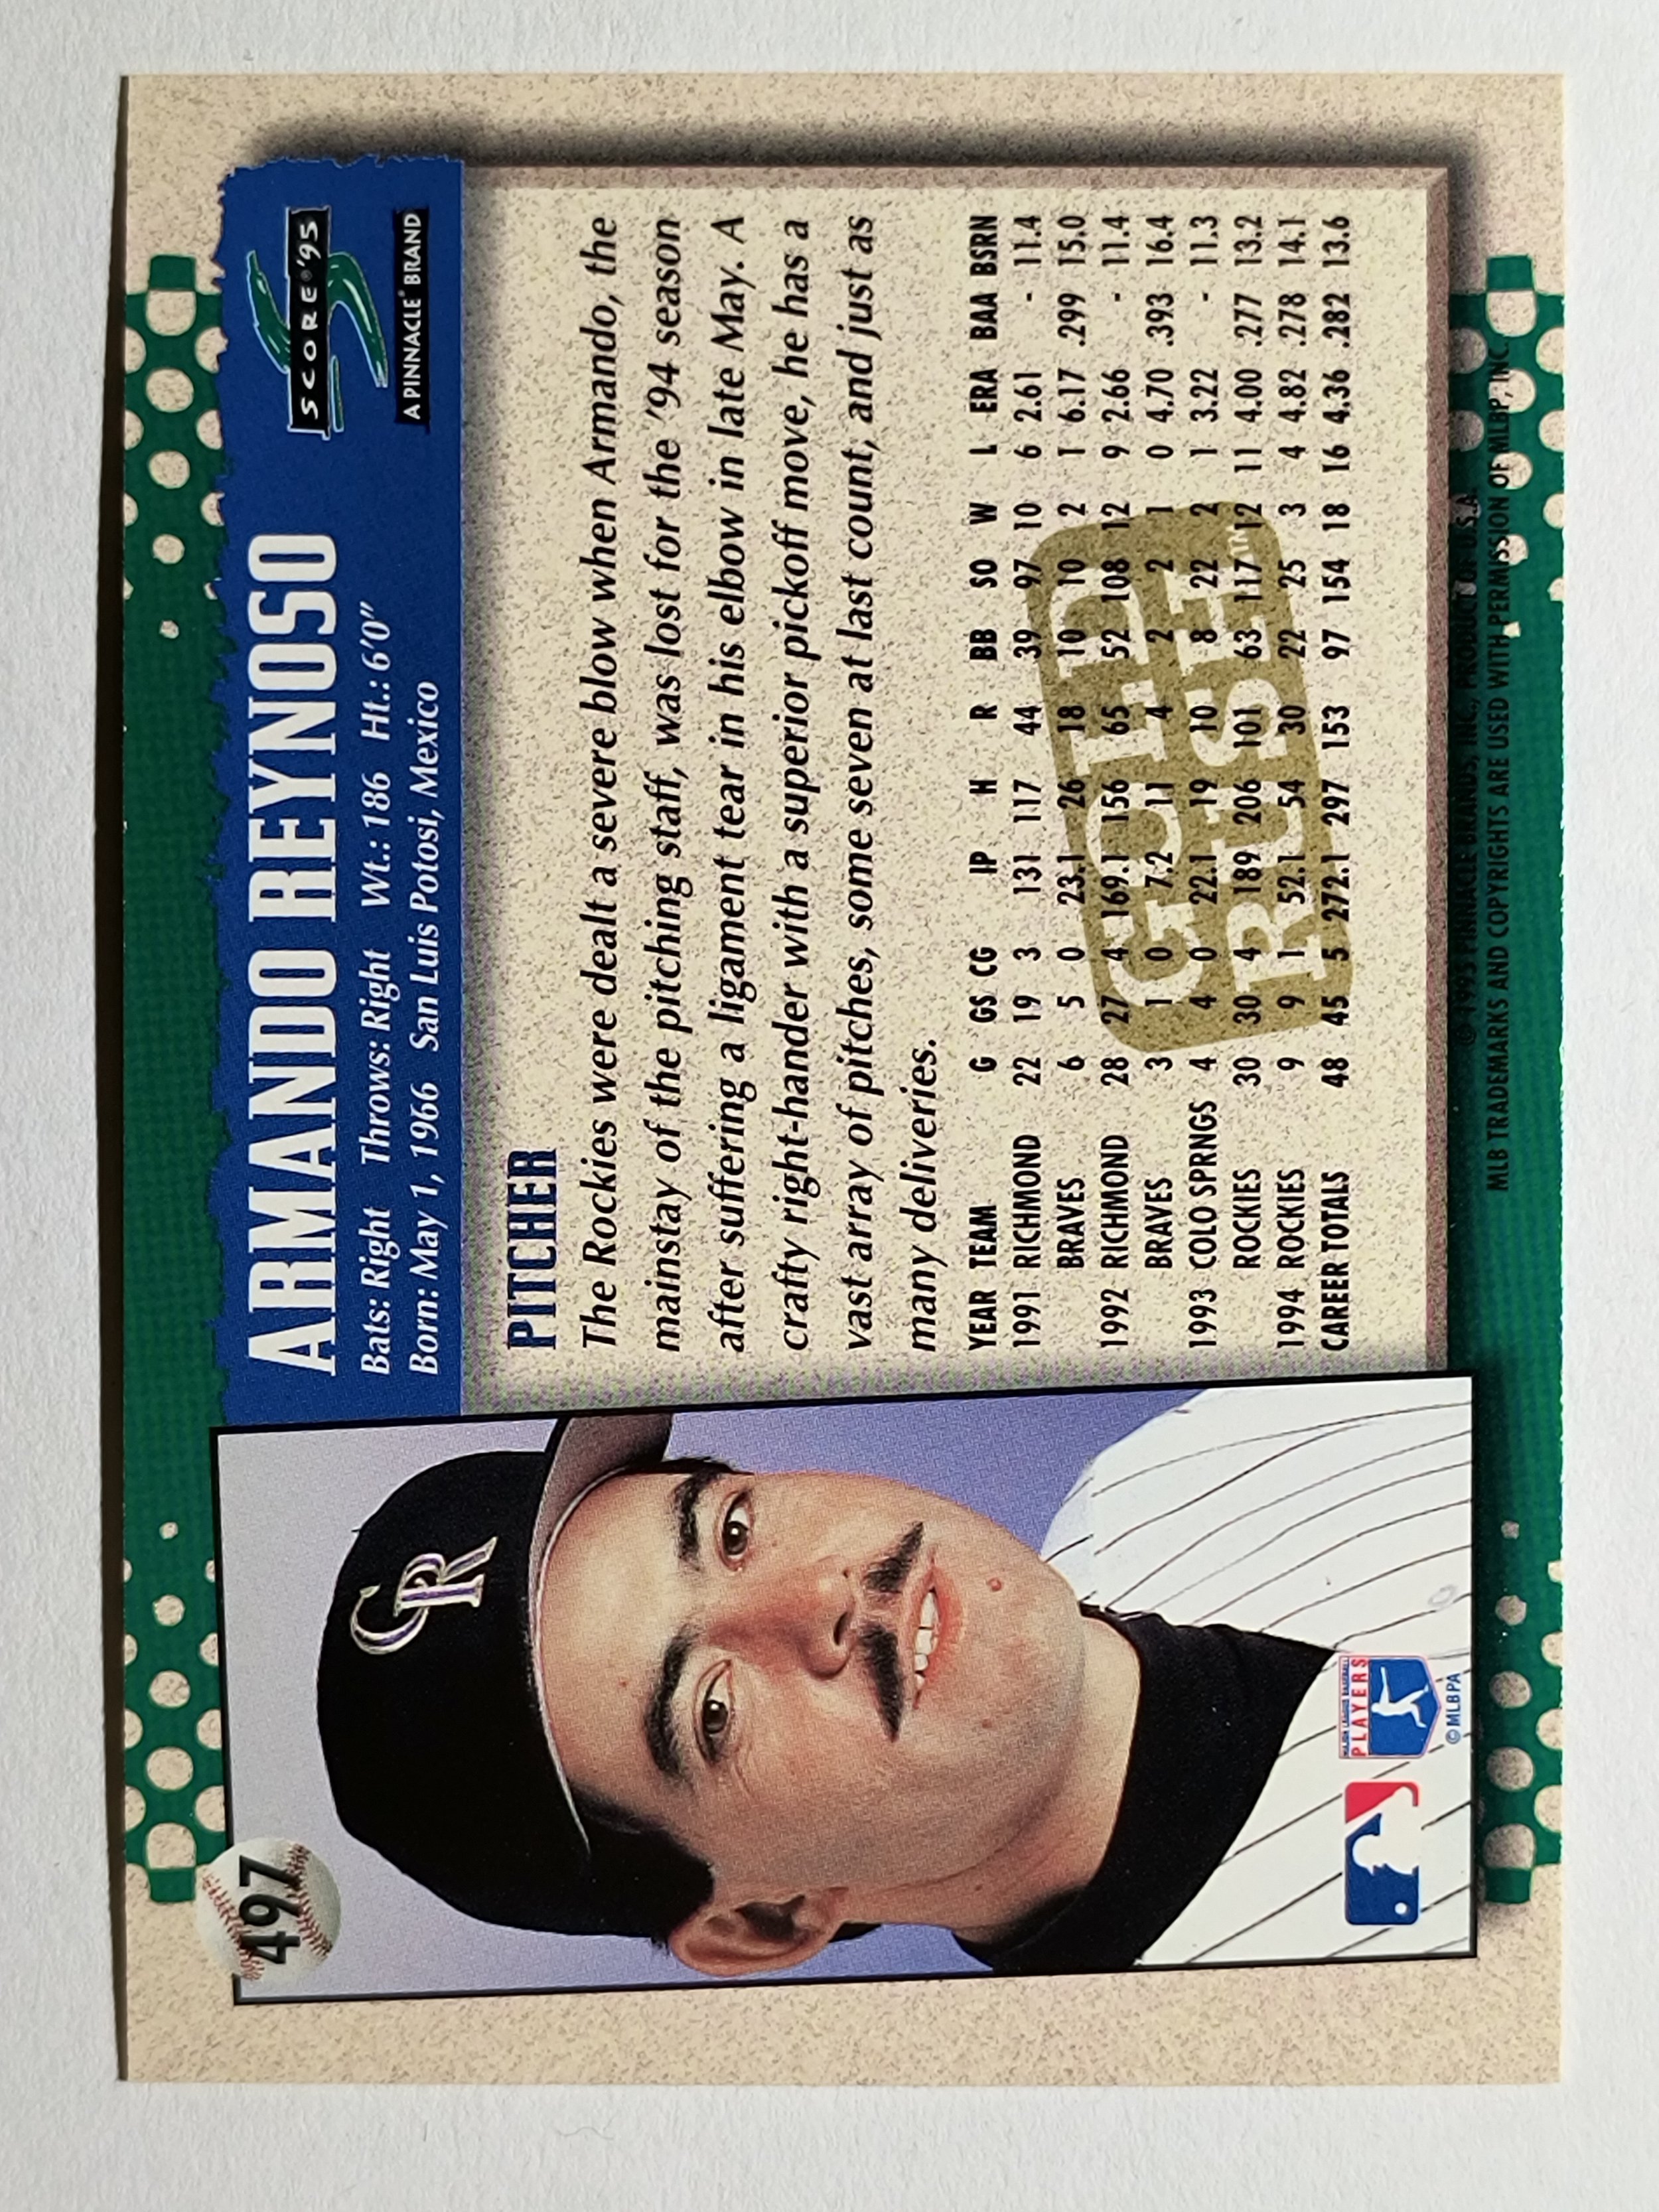 497
ARMANDO REYNOSO
Bats: Right Throws: Right Wt.: 186 Ht.: 6'0"
Born: May 1, 1966 San Luis Potosi, Mexico
SCORE® '95
A PINNACLE® BRAND
PITCHER
The Rockies were dealt a severe blow when Armando, the
mainstay of the pitching staff, was lost for the '94 season
after suffering a ligament tear in his elbow in late May. A
crafty right-hander with a superior pickoff move, he has a
vast array of pitches, some seven at last count, and just as
many deliveries.
YEAR TEAM G GS CG IP H R BB SO W L ERA BAA BSRN
1991 RICHMOND 22 19 3 131 117 44 39 97 10 6 2.61 - 11.4
BRAVES 6 5 0 23.1 26 18 10 10 2 1 6.17 .299 15.0
1992 RICHMOND 28 27 4 169.1 156 65 52 108 12 9 2.66 - 11.4
BRAVES 3 1 0 7.2 11 4 2 2 1 0 4.70 .393 16.4
1993 COLO SPRNGS 4 4 0 22.1 19 10 8 22 2 1 3.22 - 11.3
ROCKIES 30 30 4 189 206 101 63 117 12 11 4.00 .277 13.2
1994 ROCKIES 9 9 1 52.1 54 30 22 25 3 4 4.82 .278 14.1
CAREER TOTALS 48 45 5 272.1 297 153 97 154 18 16 4.36 .282 13.6
GOLD
RUSH™
CR
MAJOR LEAGUE BASEBALL
PLAYERS
© MLBPA
© 1995 PINNACLE BRANDS, INC., PRODUCT OF U.S.A.
MLB TRADEMARKS AND COPYRIGHTS ARE USED WITH PERMISSION OF MLBP, INC.